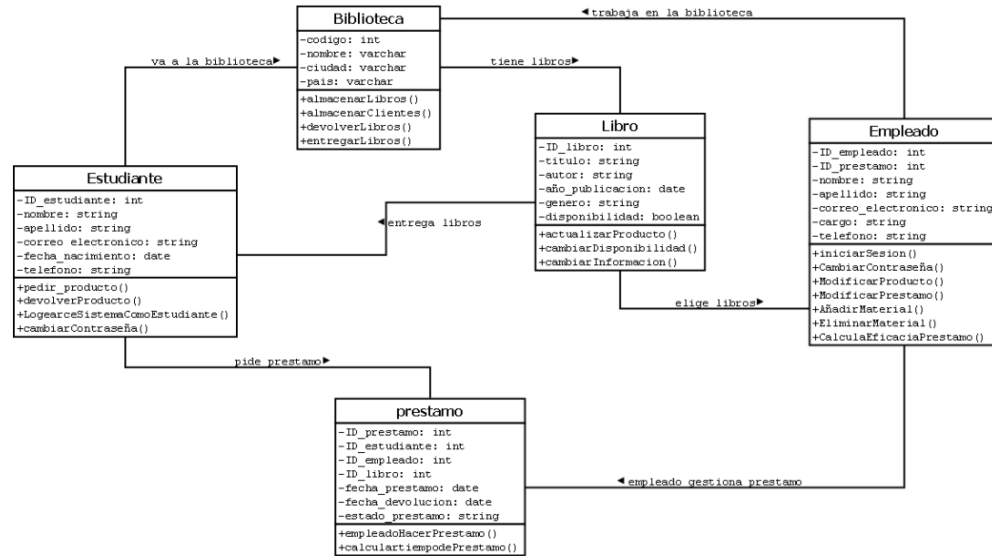 Biblioteca
-codigo: int
-nombre: varchar
-ciudad: varchar
-pais: varchar
+almacenarLibros()
+almacenarClientes()
+devolverLibros()
+entregarLibros()
trabaja en la biblioteca
va a la biblioteca
tiene libros
Libro
-ID_libro: int
-titulo: string
-autor: string
-año_publicacion: date
-genero: string
-disponibilidad: boolean
+actualizarProducto()
+cambiarDisponibilidad()
+cambiarInformacion()
Empleado
-ID_empleado: int
-ID_prestamo: int
-nombre: string
-apellido: string
-correo_electronico: string
-cargo: string
-telefono: string
+iniciarSesion()
+CambiarContraseña()
+ModificarProducto()
+ModificarPrestamo()
+AñadirMaterial()
+EliminarMaterial()
+CalculaEficaciaPrestamo()
Estudiante
-ID_estudiante: int
-nombre: string
-apellido: string
-correo electronico: string
-fecha_nacimiento: date
-telefono: string
+pedir_producto()
+devolverProducto()
+LogearceSistemaComoEstudiante()
+cambiarContraseña()
entrega libros
elige libros
pide prestamo
prestamo
-ID_prestamo: int
-ID_estudiante: int
-ID_empleado: int
-ID_libro: int
-fecha_prestamo: date
-fecha_devolucion: date
-estado_prestamo: string
+empleadoHacerPrestamo()
+calculartiempodePrestamo()
empleado gestiona prestamo